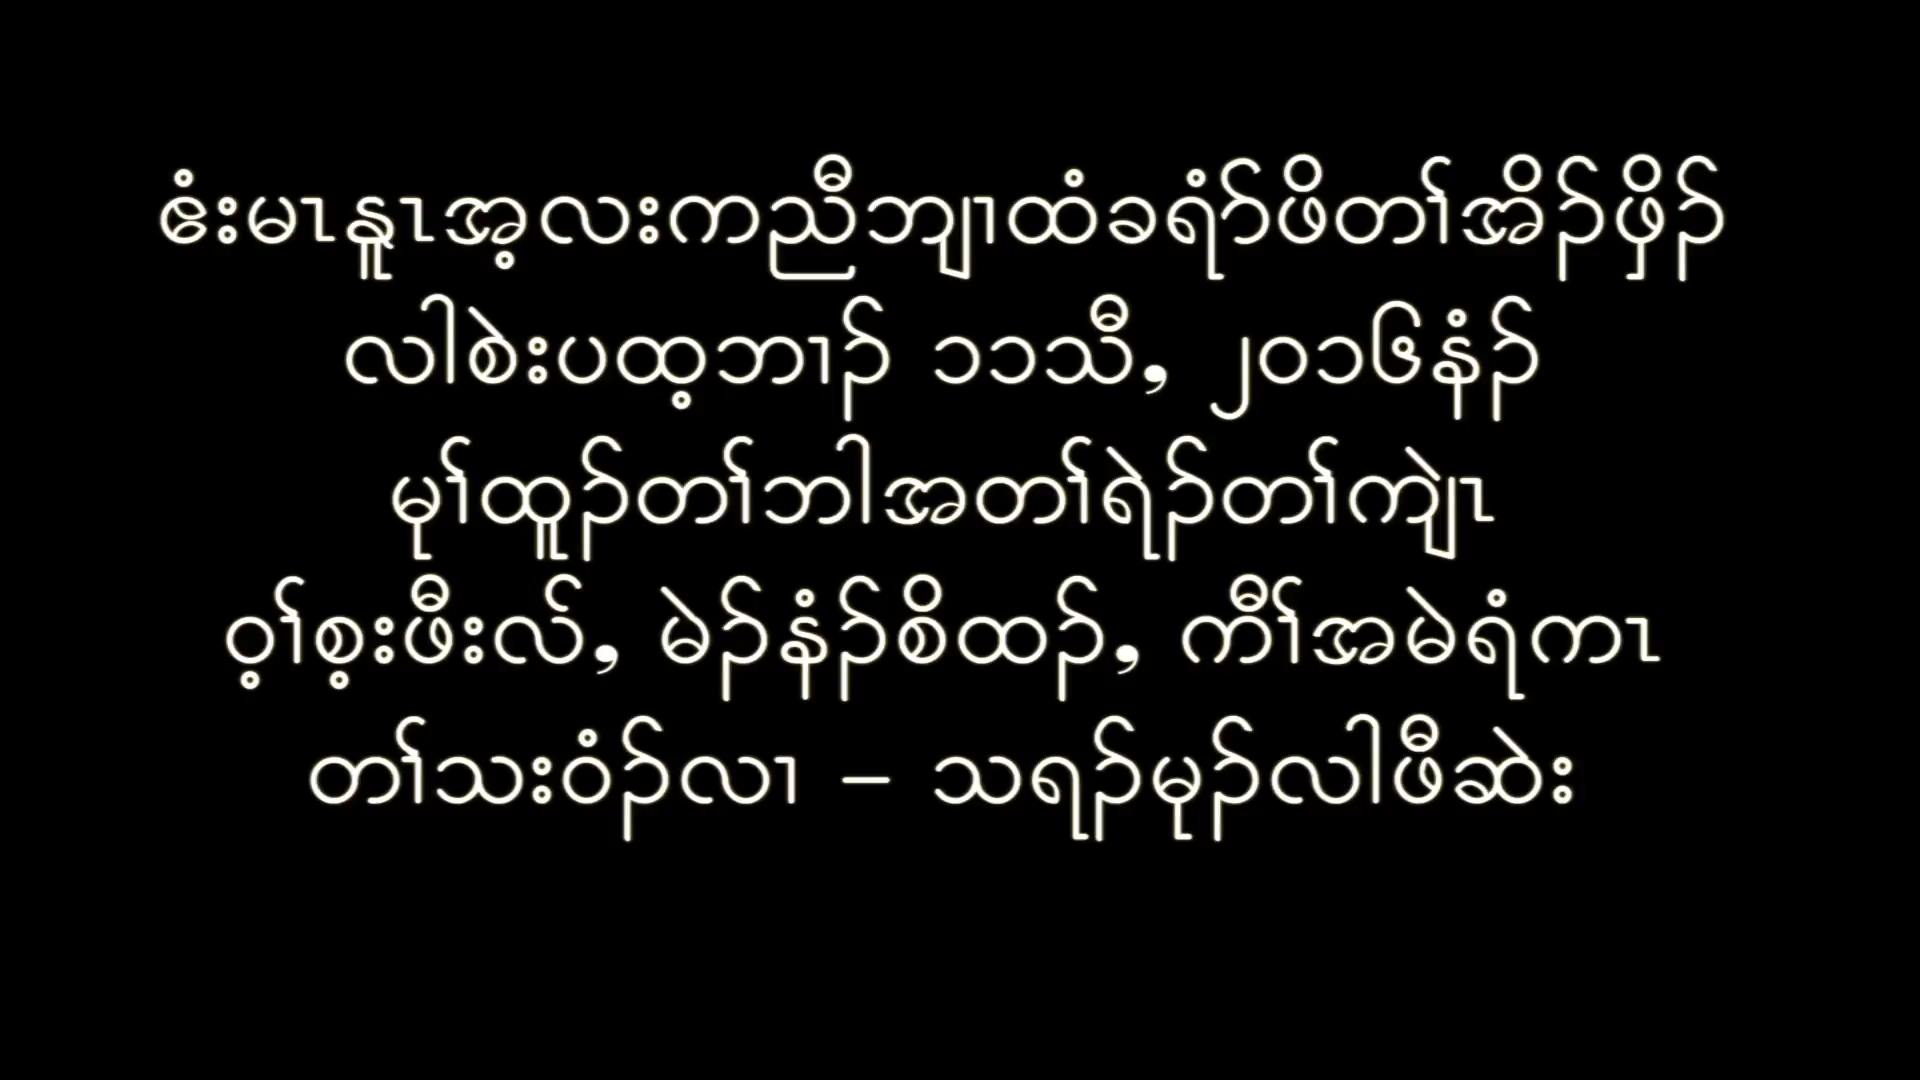 ဧံးမၤနူၤအ့လးကညီဘျၢထံခရံာ်ဖိတၢ်အိၣ်ဖှိၣ်
လါစဲးပထ့ဘၢၣ် ၁၁သီ, ၂၀၁၆နံၣ်
မုၢ်ထူၣ်တၢ်ဘါအတၢ်ရဲၣ်တၢ်ကျဲၤ
ဝ့ၢ်စ့းဖီးလ်, မဲၣ်နံၣ်စိထၣ်, ကီၢ်အမဲရံကၤ
တၢ်သးဝံၣ်လၢ – သရၣ်မုၣ်လါဖီဆဲး